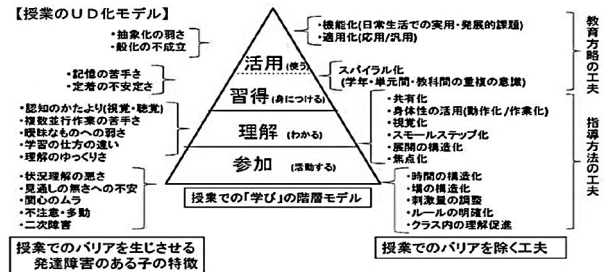 【授業のUD化モデル】
・抽象化の弱さ
・般化の不成立
・記憶の苦手さ
・定着の不安定さ
・認知のかたより(視覚・聴覚)
・複数並行作業の苦手さ
・曖昧なものへの弱さ
・学習の仕方の違い
・理解のゆっくりさ
・状況理解の悪さ
・見通しの無さへの不安
・関心のムラ
・不注意・多動
・二次障害
授業でのバリアを生じさせる
発達障害のある子の特徴
活用(使う)
習得(身につける)
理解(わかる)
参加(活動する)
授業での「学び」の階層モデル
・機能化(日常生活での実用・発展的課題)
・適用化(応用/汎用)
スパイラル化
(学年・単元間・教科間の重複の意識)
・共有化
・身体性の活用(動作化/作業化)
・視覚化
・スモールステップ化
・展開の構造化
・焦点化
・時間の構造化
・場の構造化
・刺激量の調整
・ルールの明確化
・クラス内の理解促進
授業でのバリアを除く工夫
教育方略の工夫
指導方法の工夫